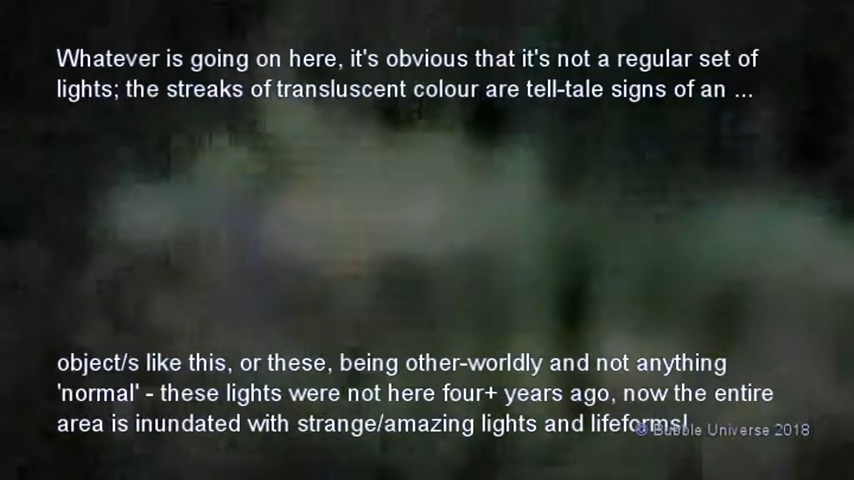 Whatever is going on here, it's obvious that it's not a regular set of
lights; the streaks of transluscent colour are tell-tale signs of an ...
object/s like this, or these, being other-worldly and not anything
'normal' - these lights were not here four+ years ago, now the entire
area is inundated with strange/amazing lights and lifeforms!
© Bubble Universe 2018